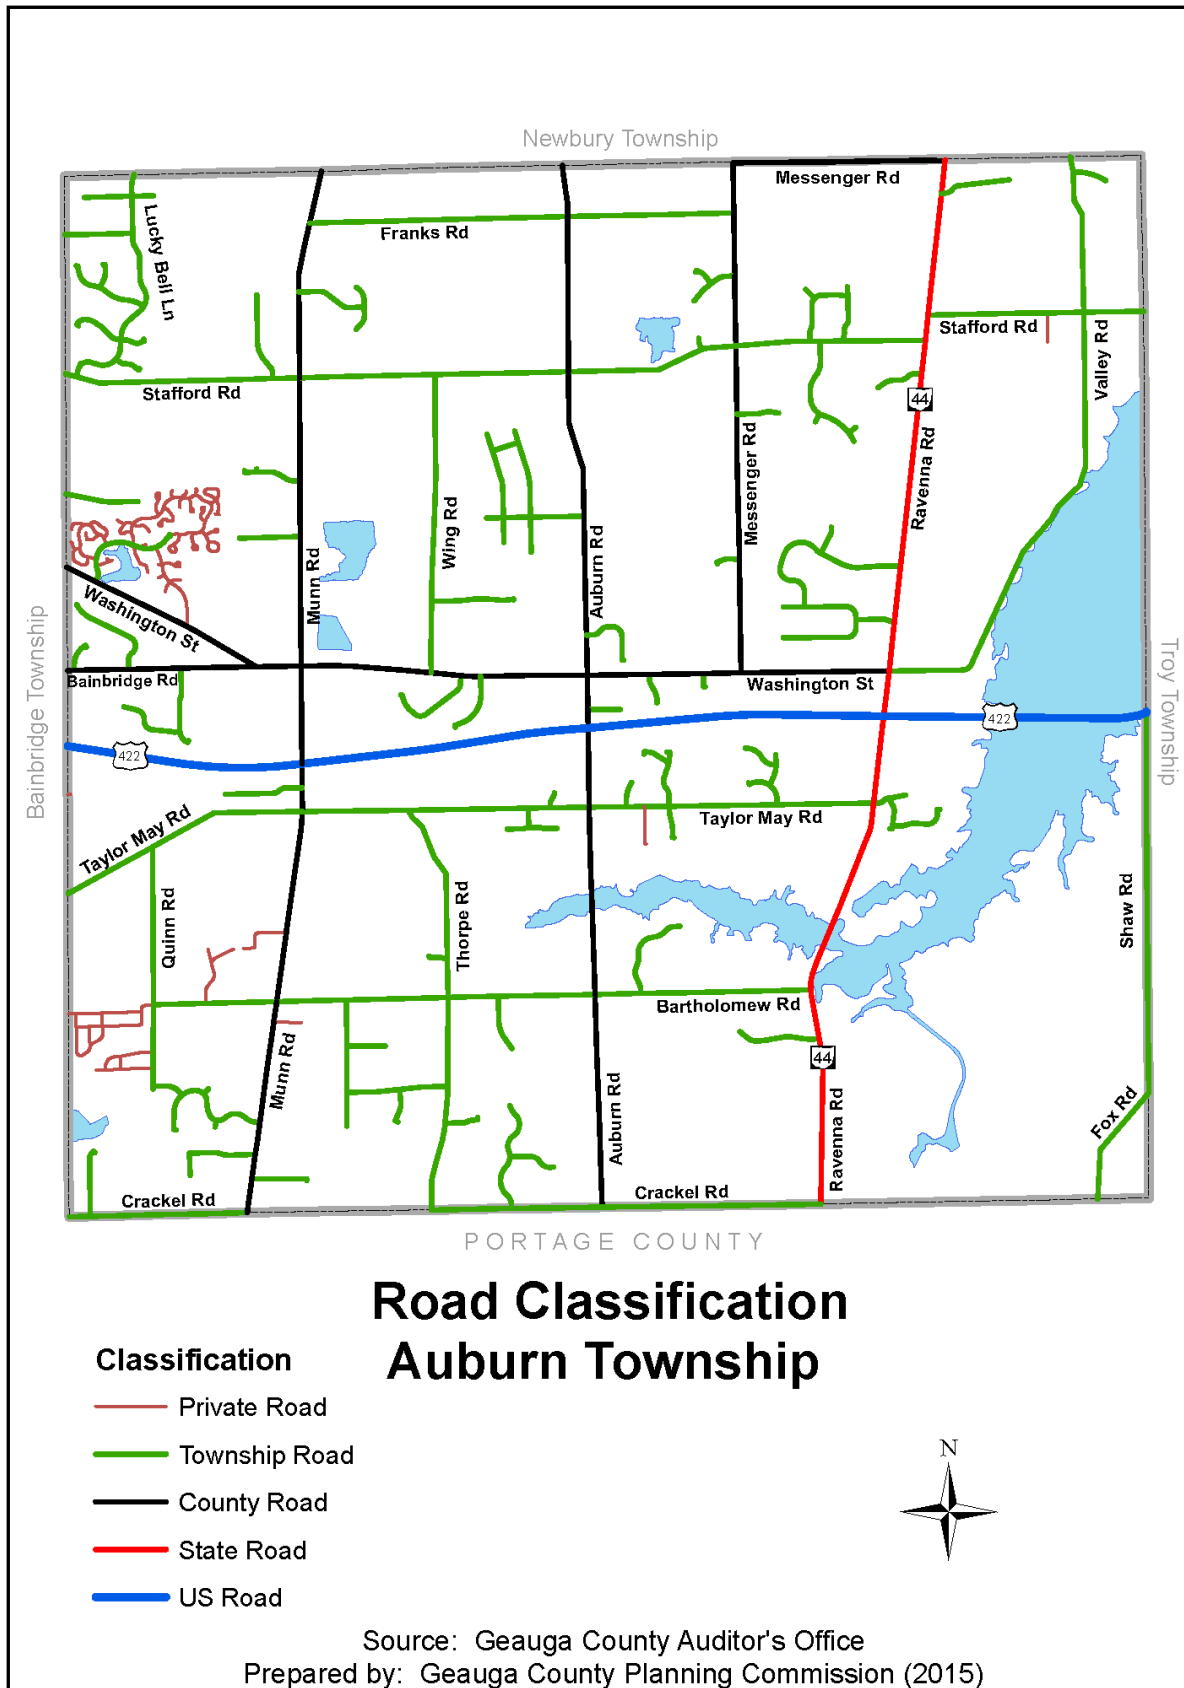 Newbury Township
Messenger Rd
Lucky Bell Ln
Franks Rd
Stafford Rd
Valley Rd
Stafford Rd
44
Ravenna Rd
Messenger Rd
Wing Rd
Auburn Rd
Munn Rd
Washington St
Bainbridge Rd
Washington St
Bainbridge Township
Troy Township
422
422
Taylor May Rd
Taylor May Rd
Quinn Rd
Thorpe Rd
Shaw Rd
Bartholomew Rd
Munn Rd
44
Auburn Rd
Ravenna Rd
Fox Rd
Crackel Rd
Crackel Rd
PORTAGE COUNTY
Road Classification
Auburn Township
Classification
Private Road
Township Road
County Road
State Road
US Road
N
Source: Geauga County Auditor's Office
Prepared by: Geauga County Planning Commission (2015)